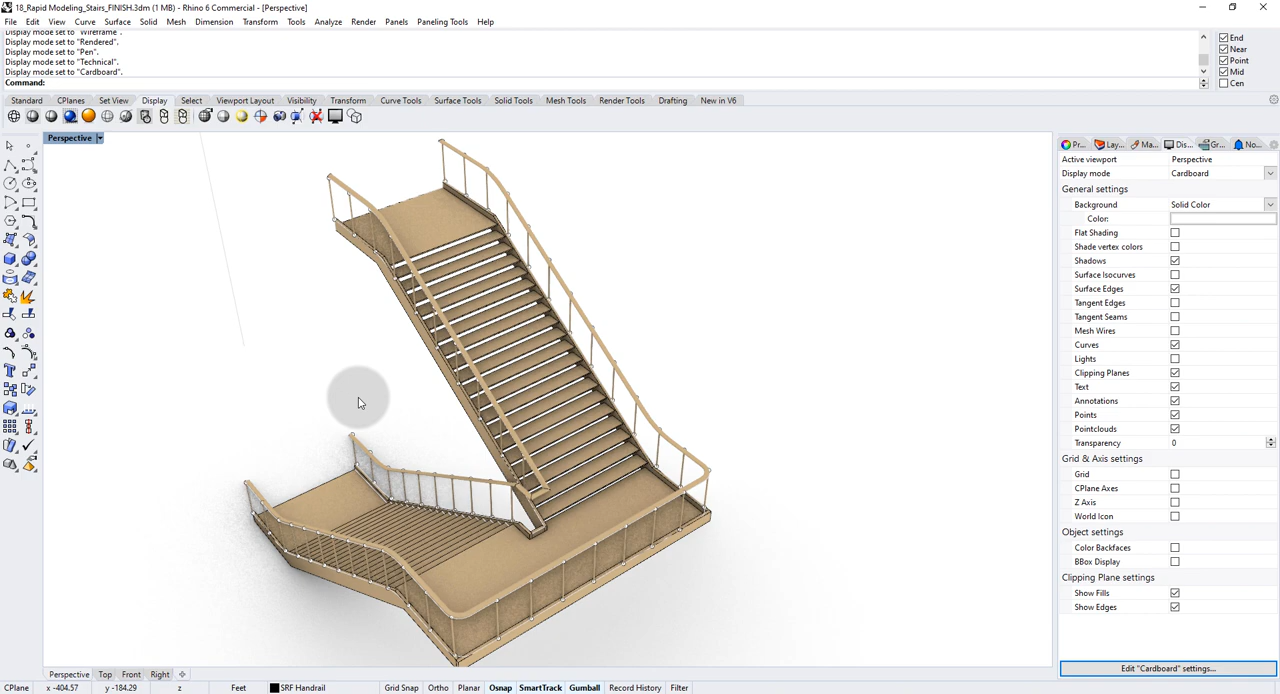 18_Rapid Modeling_Stairs_FINISH.3dm (1 MB) - Rhino 6 Commercial - [Perspective]
File Edit View Curve Surface Solid Mesh Dimension Transform Tools Analyze Render Panels Paneling Tools Help
Display mode set to "Wireframe".
Display mode set to "Rendered".
Display mode set to "Pen".
Display mode set to "Technical".
Display mode set to "Cardboard".
Command:
End
Near
Point
Mid
Cen
Standard CPlanes Set View Display Select Viewport Layout Visibility Transform Curve Tools Surface Tools Solid Tools Mesh Tools Render Tools Drafting New in V6
Perspective
Pr... Lay... Ma... Dis... Gr... No...
Active viewport Perspective
Display mode Cardboard
General settings
Background Solid Color
Color:
Flat Shading
Shade vertex colors
Shadows
Surface Isocurves
Surface Edges
Tangent Edges
Tangent Seams
Mesh Wires
Curves
Lights
Clipping Planes
Text
Annotations
Points
Pointclouds
Transparency 0
Grid & Axis settings
Grid
CPlane Axes
Z Axis
World Icon
Object settings
Color Backfaces
BBox Display
Clipping Plane settings
Show Fills
Show Edges
Edit "Cardboard" settings...
Perspective Top Front Right
CPlane x -404.57 y -184.29 z Feet SRF Handrail Grid Snap Ortho Planar Osnap SmartTrack Gumball Record History Filter